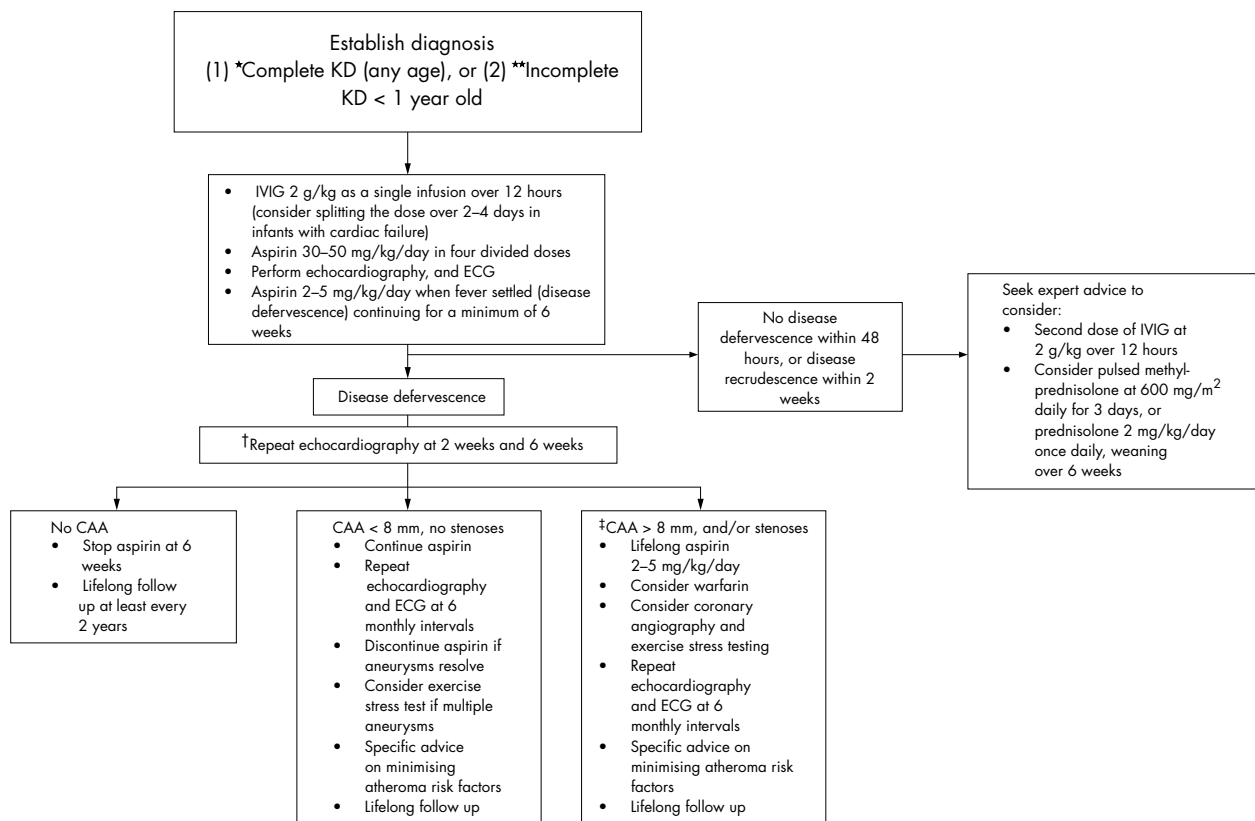 Establish diagnosis
(1) *Complete KD (any age), or (2) **Incomplete
KD < 1 year old
• IVIG 2 g/kg as a single infusion over 12 hours
(consider splitting the dose over 2–4 days in
infants with cardiac failure)
• Aspirin 30–50 mg/kg/day in four divided doses
• Perform echocardiography, and ECG
• Aspirin 2–5 mg/kg/day when fever settled (disease
defervescence) continuing for a minimum of 6
weeks
No disease
defervescence within 48
hours, or disease
recrudescence within 2
weeks
Seek expert advice to
consider:
• Second dose of IVIG at
2 g/kg over 12 hours
• Consider pulsed methyl-
prednisolone at 600 mg/m²
daily for 3 days, or
prednisolone 2 mg/kg/day
once daily, weaning
over 6 weeks
Disease defervescence
†Repeat echocardiography at 2 weeks and 6 weeks
No CAA
• Stop aspirin at 6
weeks
• Lifelong follow
up at least every
2 years
CAA < 8 mm, no stenoses
• Continue aspirin
• Repeat
echocardiography
and ECG at 6
monthly intervals
• Discontinue aspirin if
aneurysms resolve
• Consider exercise
stress test if multiple
aneurysms
• Specific advice
on minimising
atheroma risk factors
• Lifelong follow up
‡CAA > 8 mm, and/or stenoses
• Lifelong aspirin
2–5 mg/kg/day
• Consider warfarin
• Consider coronary
angiography and
exercise stress testing
• Repeat
echocardiography
and ECG at 6
monthly intervals
• Specific advice on
minimising atheroma risk
factors
• Lifelong follow up